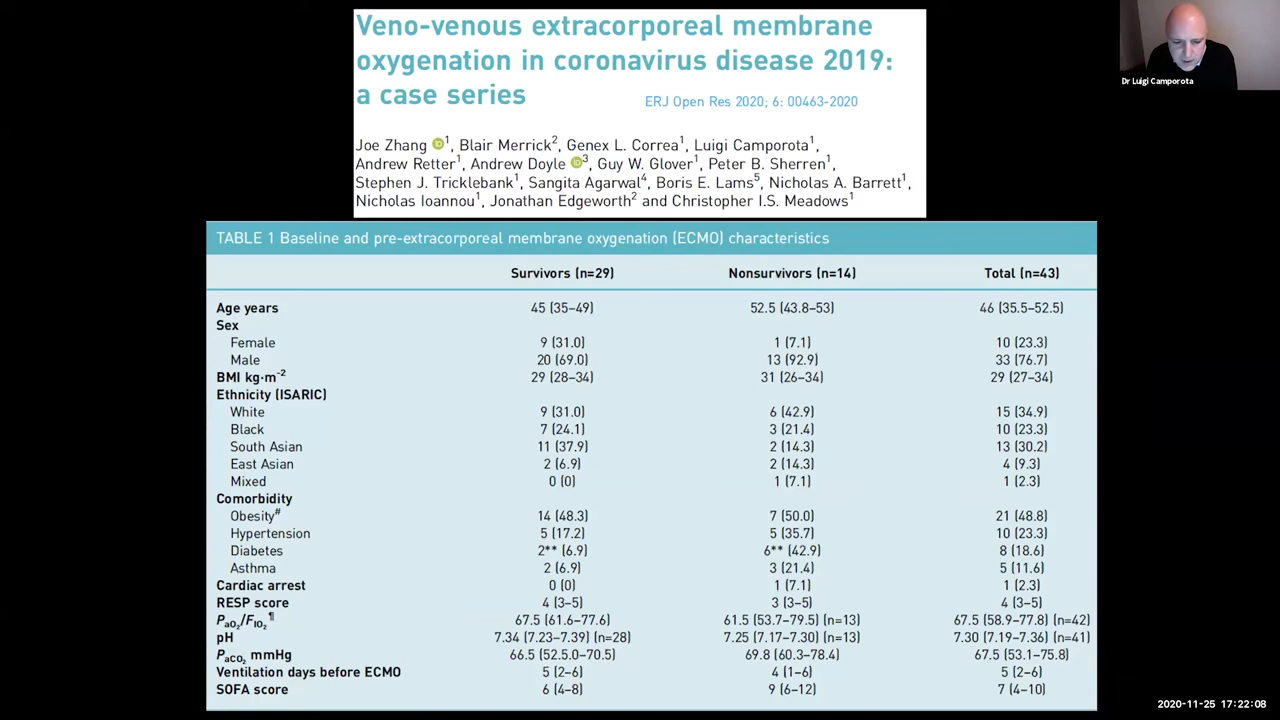 Veno-venous extracorporeal membrane
oxygenation in coronavirus disease 2019:
a case series
ERJ Open Res 2020; 6: 00463-2020
Dr Luigi Camporota
Joe Zhang 1, Blair Merrick2, Genex L. Correa1, Luigi Camporota1,
Andrew Retter1, Andrew Doyle 3, Guy W. Glover1, Peter B. Sherren1,
Stephen J. Tricklebank1, Sangita Agarwal4, Boris E. Lams5, Nicholas A. Barrett1,
Nicholas Ioannou1, Jonathan Edgeworth2 and Christopher I.S. Meadows1
TABLE 1 Baseline and pre-extracorporeal membrane oxygenation (ECMO) characteristics
Survivors (n=29) Nonsurvivors (n=14) Total (n=43)
Age years 45 (35–49) 52.5 (43.8–53) 46 (35.5–52.5)
Sex
Female 9 (31.0) 1 (7.1) 10 (23.3)
Male 20 (69.0) 13 (92.9) 33 (76.7)
BMI kg·m-2 29 (28–34) 31 (26–34) 29 (27–34)
Ethnicity (ISARIC)
White 9 (31.0) 6 (42.9) 15 (34.9)
Black 7 (24.1) 3 (21.4) 10 (23.3)
South Asian 11 (37.9) 2 (14.3) 13 (30.2)
East Asian 2 (6.9) 2 (14.3) 4 (9.3)
Mixed 0 (0) 1 (7.1) 1 (2.3)
Comorbidity
Obesity# 14 (48.3) 7 (50.0) 21 (48.8)
Hypertension 5 (17.2) 5 (35.7) 10 (23.3)
Diabetes 2** (6.9) 6** (42.9) 8 (18.6)
Asthma 2 (6.9) 3 (21.4) 5 (11.6)
Cardiac arrest 0 (0) 1 (7.1) 1 (2.3)
RESP score 4 (3–5) 3 (3–5) 4 (3–5)
PaO2/FIO2¶ 67.5 (61.6–77.6) 61.5 (53.7–79.5) (n=13) 67.5 (58.9–77.8) (n=42)
pH 7.34 (7.23–7.39) (n=28) 7.25 (7.17–7.30) (n=13) 7.30 (7.19–7.36) (n=41)
PaCO2 mmHg 66.5 (52.5.0–70.5) 69.8 (60.3–78.4) 67.5 (53.1–75.8)
Ventilation days before ECMO 5 (2–6) 4 (1–6) 5 (2–6)
SOFA score 6 (4–8) 9 (6–12) 7 (4–10)
2020-11-25 17:22:08